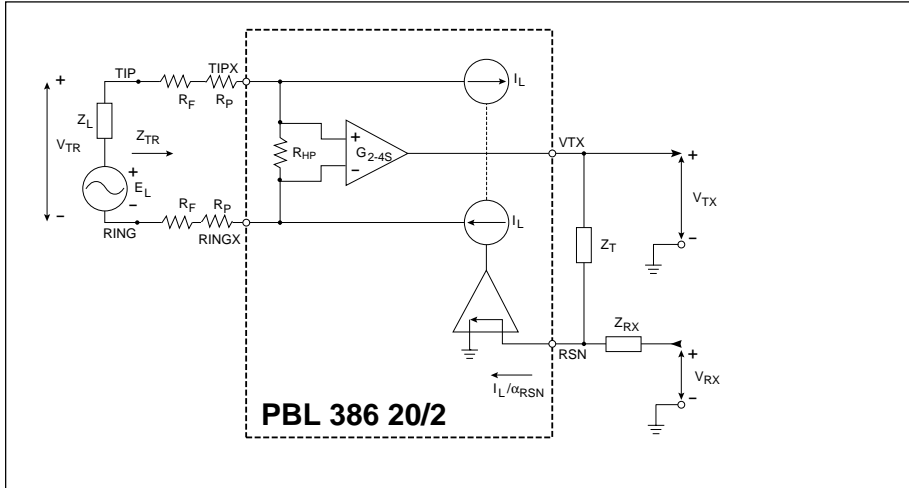 TIP
TIPX
R_F
R_P
I_L
+
Z_L
Z_TR
V_TR
R_HP
+
G_2-4S
−
VTX
+
+
E_L
−
−
R_F
R_P
RING
RINGX
I_L
V_TX
−
Z_T
Z_RX
RSN
+
V_RX
−
I_L/α_RSN
PBL 386 20/2